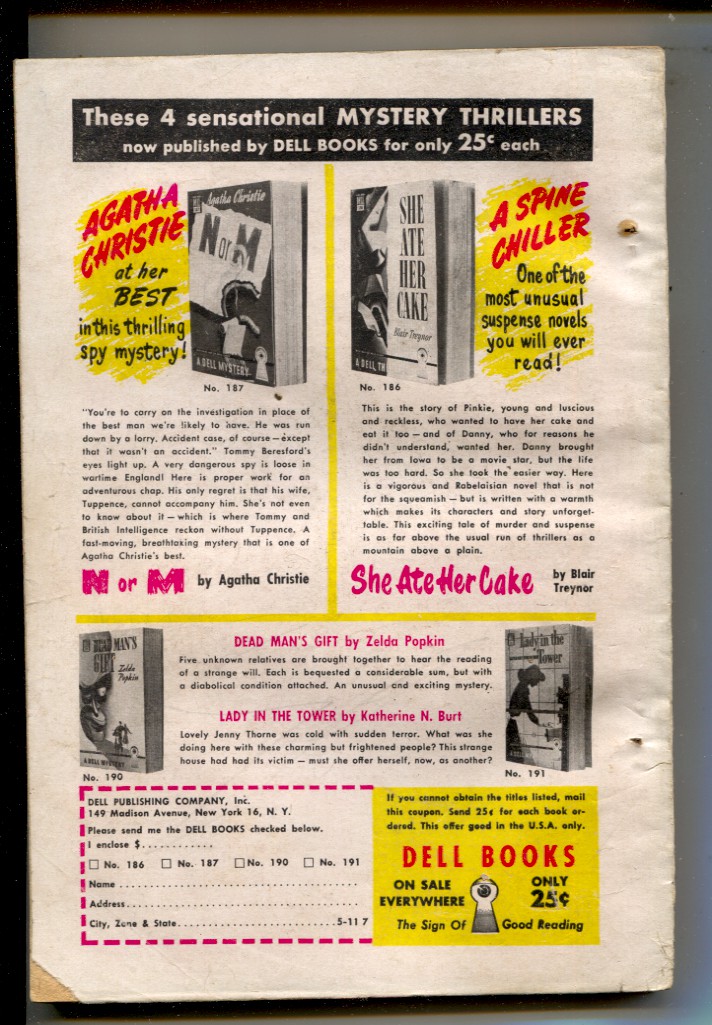 These 4 sensational MYSTERY THRILLERS
now published by DELL BOOKS for only 25¢ each
AGATHA
CHRISTIE
at her
BEST
in this thrilling
spy mystery!
Agatha Christie
N or M
A DELL MYSTERY
No. 187
"You're to carry on the investigation in place of
the best man we're likely to have. He was run
down by a lorry. Accident case, of course — except
that it wasn't an accident." Tommy Beresford's
eyes light up. A very dangerous spy is loose in
wartime England! Here is proper work for an
adventurous chap. His only regret is that his wife,
Tuppence, cannot accompany him. She's not even
to know about it — which is where Tommy and
British Intelligence reckon without Tuppence. A
fast-moving, breathtaking mystery that is one of
Agatha Christie's best.
N or M by Agatha Christie
SHE
ATE
HER
CAKE
Blair Treynor
A DELL TH
No. 186
A SPINE
CHILLER
One of the
most unusual
suspense novels
you will ever
read!
This is the story of Pinkie, young and luscious
and reckless, who wanted to have her cake and
eat it too — and of Danny, who for reasons he
didn't understand, wanted her. Danny brought
her from Iowa to be a movie star, but the life
was too hard. So she took the easier way. Here
is a vigorous and Rabelaisian novel that is not
for the squeamish — but is written with a warmth
which makes its characters and story unforget-
table. This exciting tale of murder and suspense
is as far above the usual run of thrillers as a
mountain above a plain.
She Ate Her Cake by Blair
Treynor
DEAD MAN'S
GIFT
Zelda
Popkin
A DELL MYSTERY
No. 190
DEAD MAN'S GIFT by Zelda Popkin
Five unknown relatives are brought together to hear the reading
of a strange will. Each is bequested a considerable sum, but with
a diabolical condition attached. An unusual and exciting mystery.
LADY IN THE TOWER by Katherine N. Burt
Lovely Jenny Thorne was cold with sudden terror. What was she
doing here with these charming but frightened people? This strange
house had had its victim — must she offer herself, now, as another?
Lady in the
Tower
No. 191
DELL PUBLISHING COMPANY, Inc.
149 Madison Avenue, New York 16, N. Y.
Please send me the DELL BOOKS checked below.
I enclose $............
☐ No. 186 ☐ No. 187 ☐ No. 190 ☐ No. 191
Name
Address
City, Zone & State 5-11 7
If you cannot obtain the titles listed, mail
this coupon. Send 25¢ for each book or-
dered. This offer good in the U.S.A. only.
DELL BOOKS
ON SALE
EVERYWHERE
ONLY
25¢
The Sign Of Good Reading